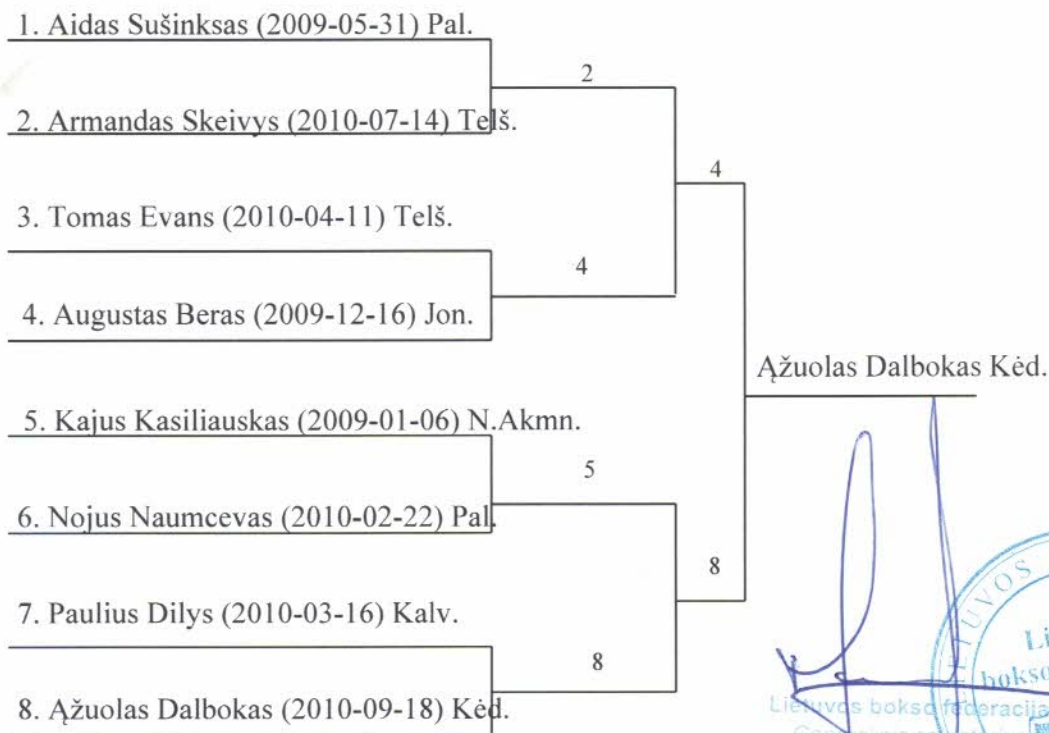 1. Aidas Sušinksas (2009-05-31) Pal.
2
2. Armandas Skeivys (2010-07-14) Telš.
4
3. Tomas Evans (2010-04-11) Telš.
4
4. Augustas Beras (2009-12-16) Jon.
Ąžuolas Dalbokas Kėd.
5. Kajus Kasiliauskas (2009-01-06) N.Akmn.
5
6. Nojus Naumcevas (2010-02-22) Pal.
8
7. Paulius Dilys (2010-03-16) Kalv.
8
8. Ąžuolas Dalbokas (2010-09-18) Kėd.
LIETUVOS
bokso
Lietuvos bokso federacija